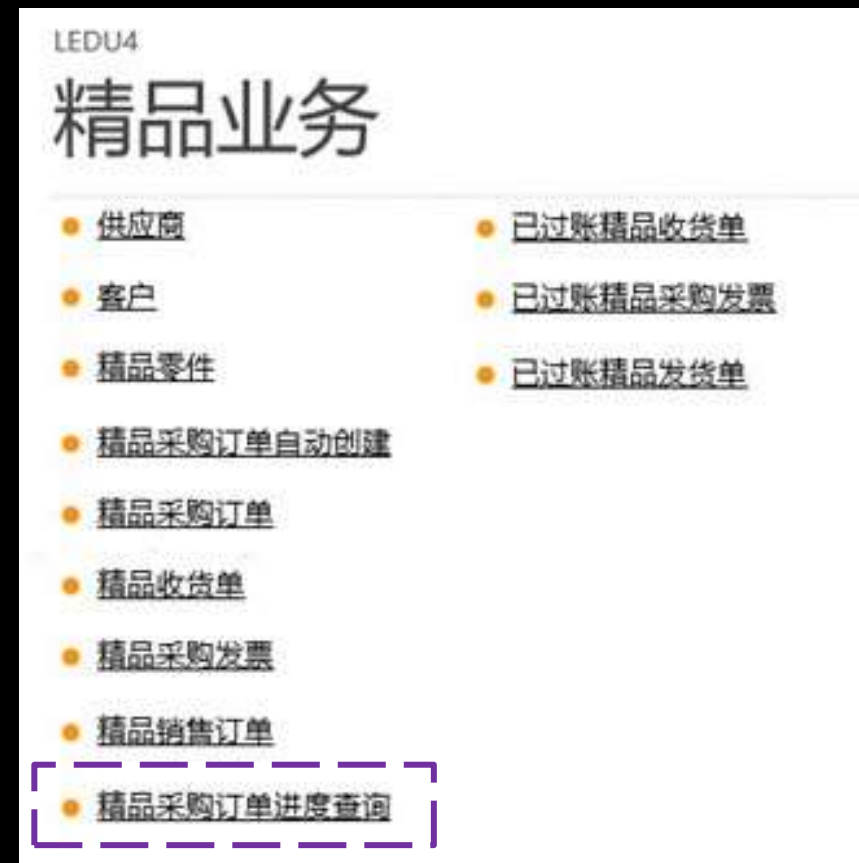 LEDU4
精品业务
供应商
客户
精品零件
精品采购订单自动创建
精品采购订单
精品收货单
精品采购发票
精品销售订单
精品采购订单进度查询
已过账精品收货单
已过账精品采购发票
已过账精品发货单